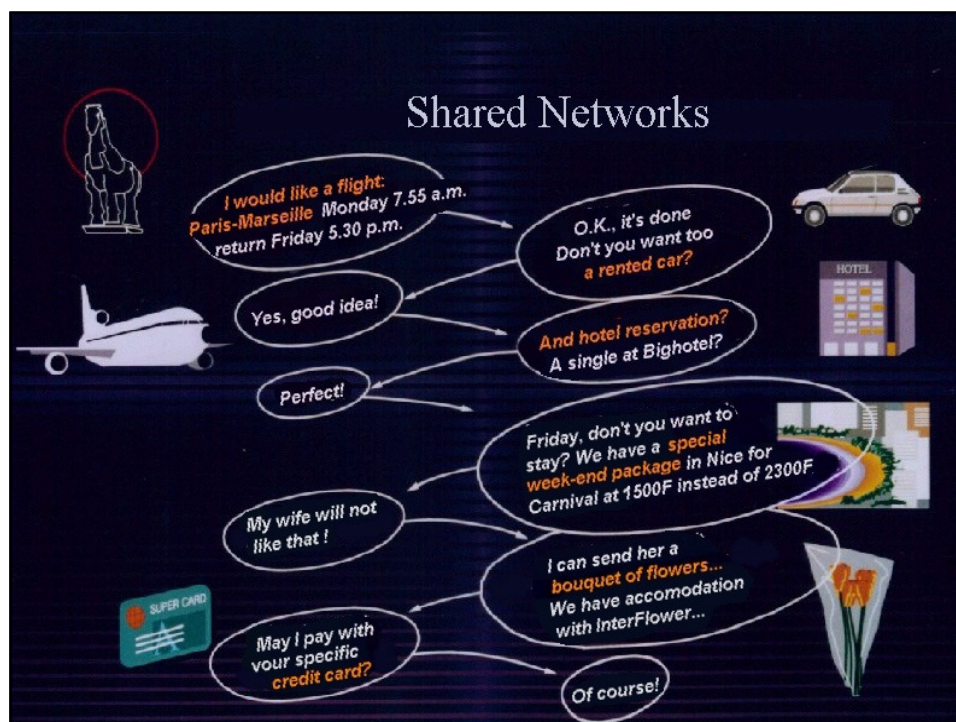 Shared Networks
I would like a flight:
Paris-Marseille Monday 7.55 a.m.
return Friday 5.30 p.m.
O.K., it's done
Don't you want too
a rented car?
Yes, good idea!
HOTEL
And hotel reservation?
A single at Bighotel?
Perfect!
Friday, don't you want to
stay? We have a special
week-end package in Nice for
Carnival at 1500F instead of 2300F
My wife will not
like that !
I can send her a
bouquet of flowers...
We have accomodation
with InterFlower...
SUPER CARD
A
May I pay with
your specific
credit card?
Of course!